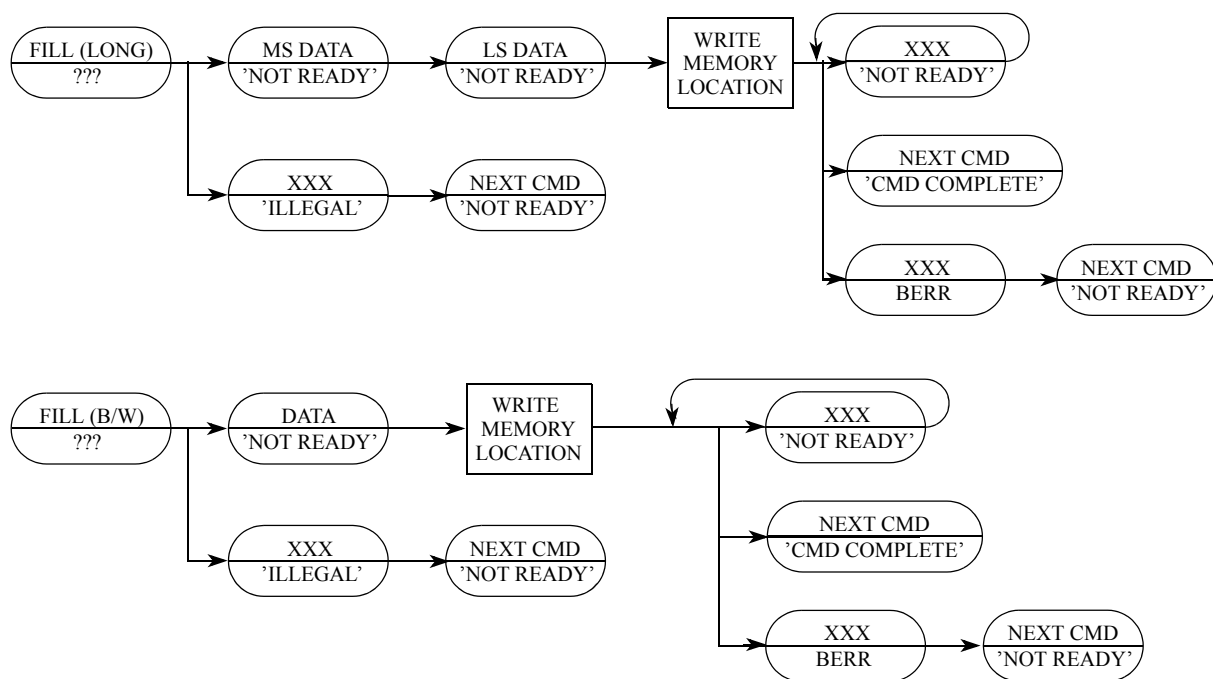 FILL (LONG)
???
MS DATA
'NOT READY'
LS DATA
'NOT READY'
WRITE
MEMORY
LOCATION
XXX
'NOT READY'
XXX
'ILLEGAL'
NEXT CMD
'NOT READY'
NEXT CMD
'CMD COMPLETE'
XXX
BERR
NEXT CMD
'NOT READY'
FILL (B/W)
???
DATA
'NOT READY'
WRITE
MEMORY
LOCATION
XXX
'NOT READY'
XXX
'ILLEGAL'
NEXT CMD
'NOT READY'
NEXT CMD
'CMD COMPLETE'
XXX
BERR
NEXT CMD
'NOT READY'